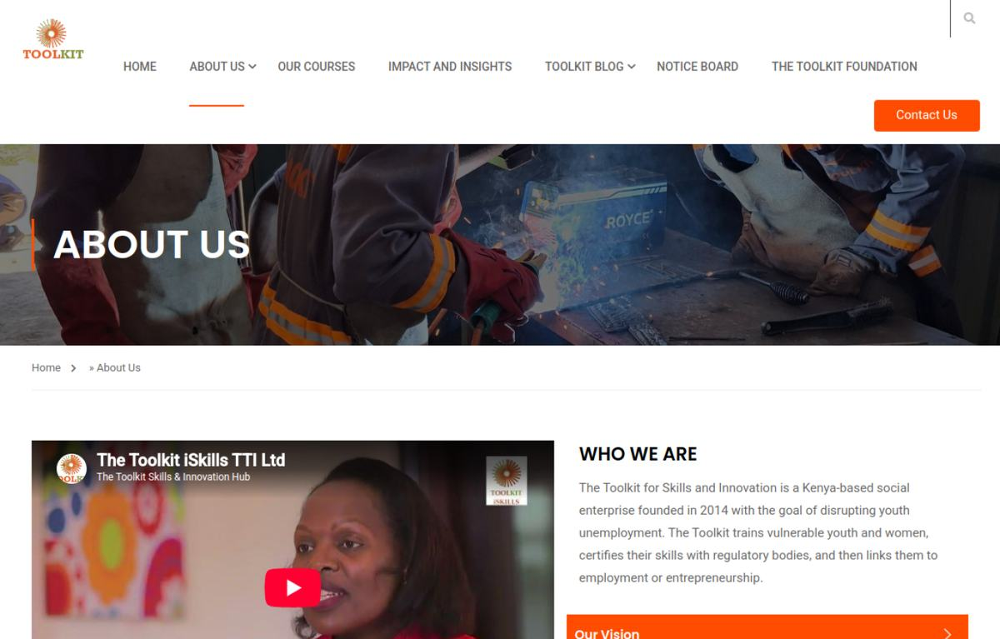 TOOLKIT
HOME
ABOUT US
OUR COURSES
IMPACT AND INSIGHTS
TOOLKIT BLOG
NOTICE BOARD
THE TOOLKIT FOUNDATION
Contact Us
ROYCE
ABOUT US
Home
» About Us
The Toolkit iSkills TTI Ltd
The Toolkit Skills & Innovation Hub
TOOLKIT
iSKILLS
WHO WE ARE
The Toolkit for Skills and Innovation is a Kenya-based social
enterprise founded in 2014 with the goal of disrupting youth
unemployment. The Toolkit trains vulnerable youth and women,
certifies their skills with regulatory bodies, and then links them to
employment or entrepreneurship.
Our Vision